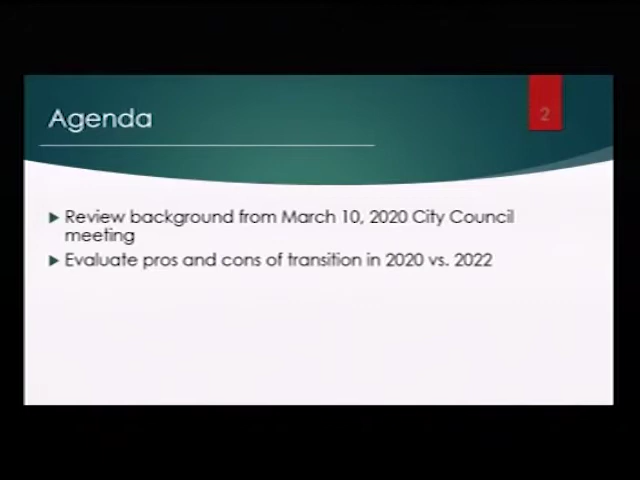 Agenda
2
▶ Review background from March 10, 2020 City Council
meeting
▶ Evaluate pros and cons of transition in 2020 vs. 2022